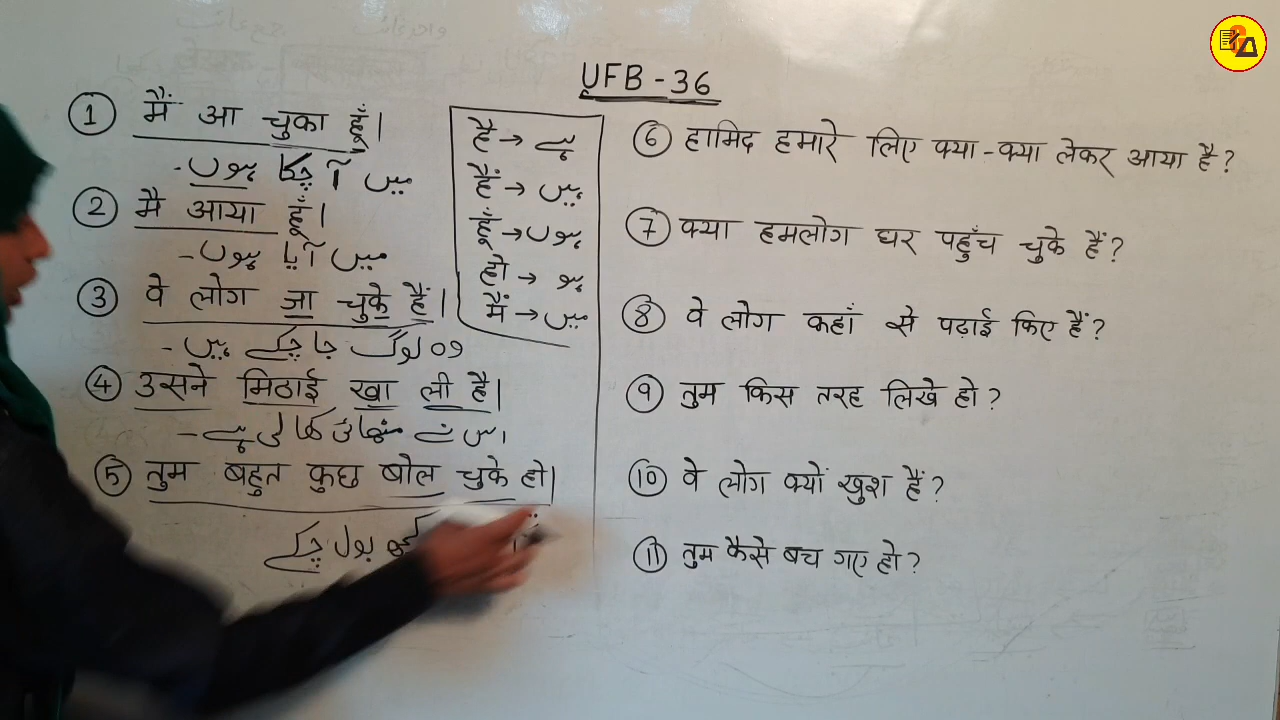 UFB-36
① मैं आ चुका हूँ।
میں آ چکا ہوں -
② मै आया हूँ।
میں آیا ہوں -
③ वे लोग जा चुके हैं।
وہ لوگ جا چکے ہیں -
④ उसने मिठाई खा ली है।
اس نے مٹھائی کھا لی ہے -
⑤ तुम बहुत कुछ बोल चुके हो।
بول چکے
है → ہے
हैं → ہیں
हूँ → ہوں
हो → ہو
मैं → میں
⑥ हामिद हमारे लिए क्या-क्या लेकर आया है?
⑦ क्या हमलोग घर पहुँच चुके हैं?
⑧ वे लोग कहाँ से पढ़ाई किए हैं?
⑨ तुम किस तरह लिखे हो?
⑩ वे लोग क्यों खुश हैं?
⑪ तुम कैसे बच गए हो?